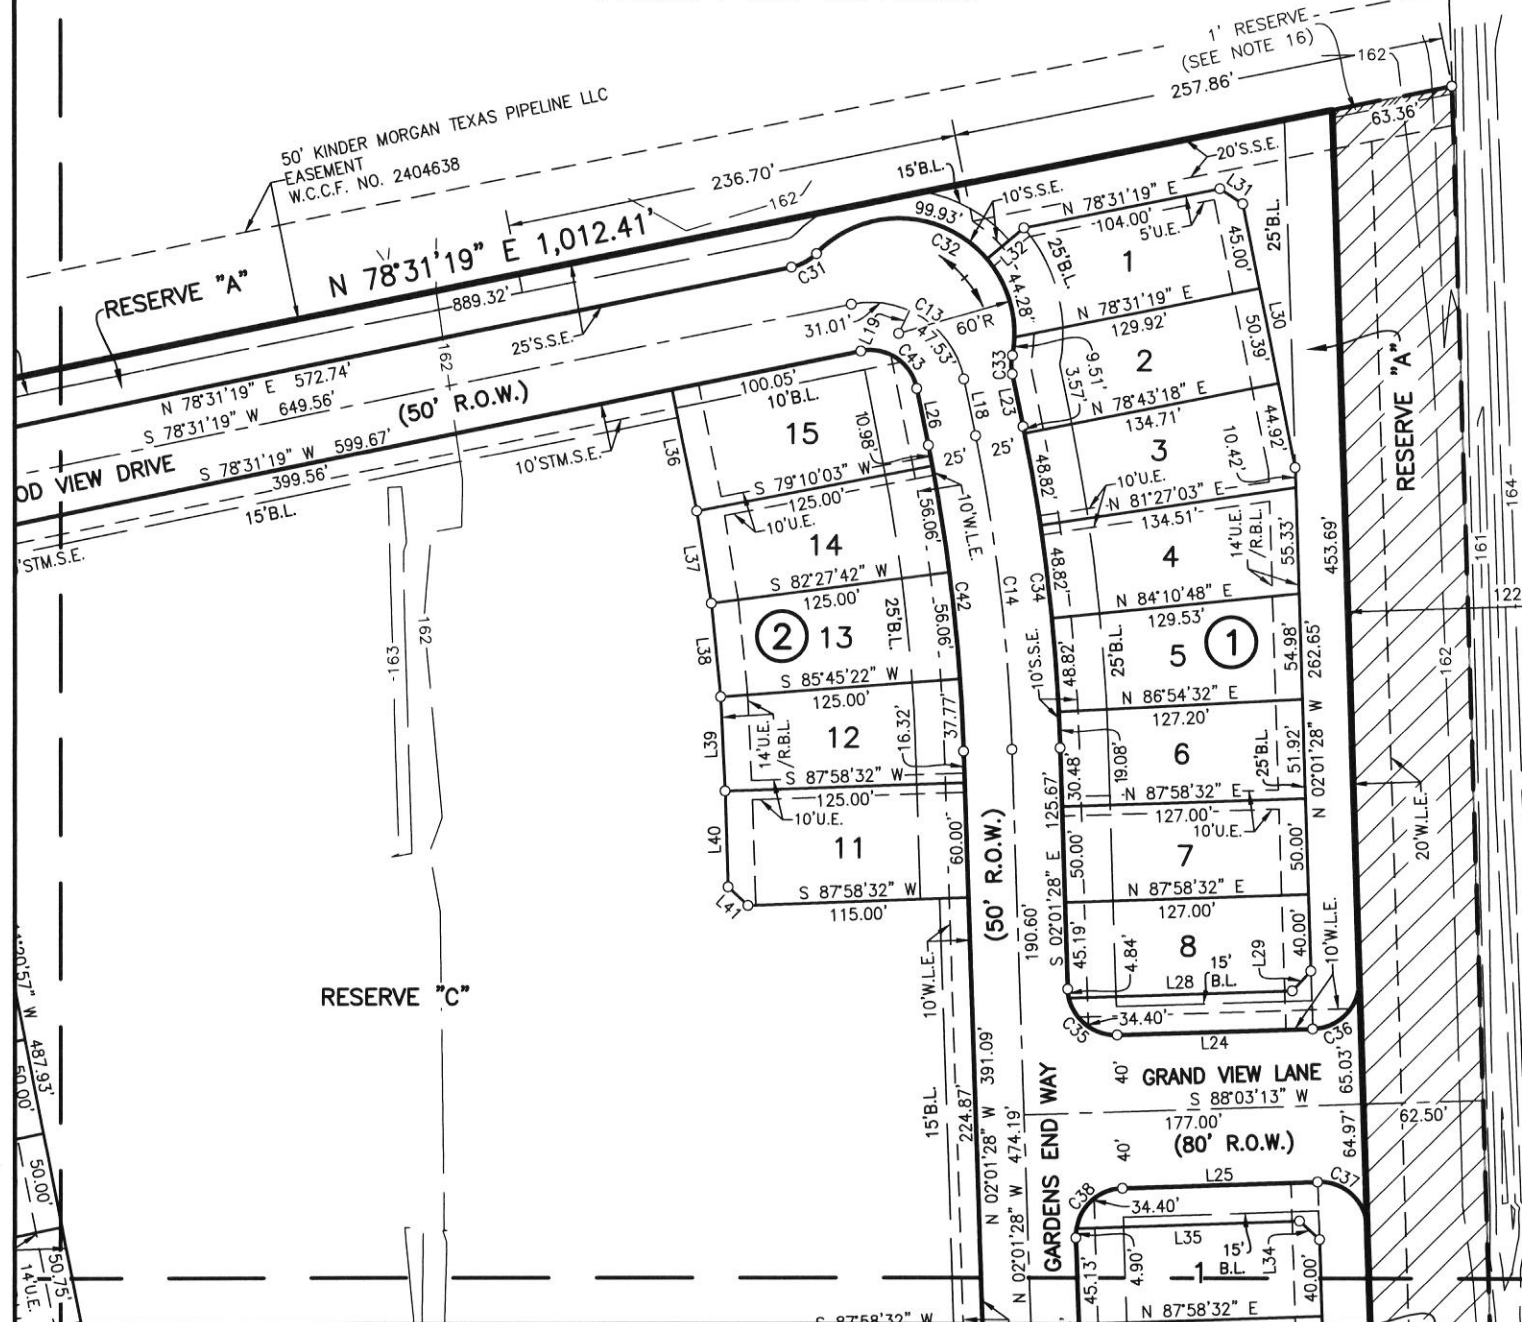 1' RESERVE
(SEE NOTE 16)
162
257.86'
63.36'
50' KINDER MORGAN TEXAS PIPELINE LLC
EASEMENT
W.C.C.F. NO. 2404638
236.70'
162
15'B.L.
20'S.S.E.
10'S.S.E.
N 78°31'19" E
L31
104.00'
5'U.E.
25'B.L.
45.00'
99.93'
C32
L32
25'B.L.
1
RESERVE "A"
N 78°31'19" E 1,012.41'
889.32'
25'S.S.E.
C31
44.28'
60'R
N 78°31'19" E
129.92'
L30
31.01'
C13
L19
47.53'
C43
C33
9.51'
3.57'
2
50.39'
N 78°31'19" E 572.74'
S 78°31'19" W 649.56'
(50' R.O.W.)
162
100.05'
10'B.L.
L18
L23
L26
N 78°43'18" E
134.71'
RESERVE "A"
OD VIEW DRIVE
S 78°31'19" W 599.67'
399.56'
15'B.L.
10'STM.S.E.
'STM.S.E.
L36
15
10.98'
25'
25'
48.82'
3
44.92'
10.42'
S 79°10'03" W
125.00'
10'U.E.
56.06'
10'W.L.E.
10'U.E.
N 81°27'03" E
134.51'
14'U.E.
/R.B.L.
L37
14
4
55.33'
453.69'
164
161
S 82°27'42" W
125.00'
C42
C14
C34
48.82'
N 84°10'48" E
129.53'
122
163
162
L38
2
13
25'B.L.
56.06'
10'S.S.E.
48.82'
25'B.L.
5
1
54.98'
262.65'
162
S 85°45'22" W
125.00'
N 86°54'32" E
127.20'
L39
14'U.E.
/R.B.L.
12
16.32'
37.77'
30.48'
19.08'
6
25'B.L.
51.92'
N 02°01'28" W
S 87°58'32" W
125.00'
10'U.E.
125.67'
N 87°58'32" E
127.00'
10'U.E.
20'W.L.E.
L40
11
60.00'
(50' R.O.W.)
50.00'
7
50.00'
S 87°58'32" W
115.00'
L41
S 02°01'28" E
190.60'
N 87°58'32" E
127.00'
RESERVE "C"
10'W.L.E.
45.19'
4.84'
8
L29
40.00'
10'W.L.E.
L28
15'
B.L.
C35
34.40'
L24
C36
20'57" W 487.93'
50.00'
391.09'
40'
GRAND VIEW LANE
65.03'
S 88°03'13" W
177.00'
62.50'
50.00'
15'B.L.
224.87'
N 02°01'28" W
N 02°01'28" W 474.19'
GARDENS END WAY
40'
(80' R.O.W.)
64.97'
L25
C37
C38
34.40'
L35
15'
B.L.
L34
50.75'
14'U.E.
45.13'
4.90'
1
40.00'
S 87°58'32" W
N 87°58'32" E